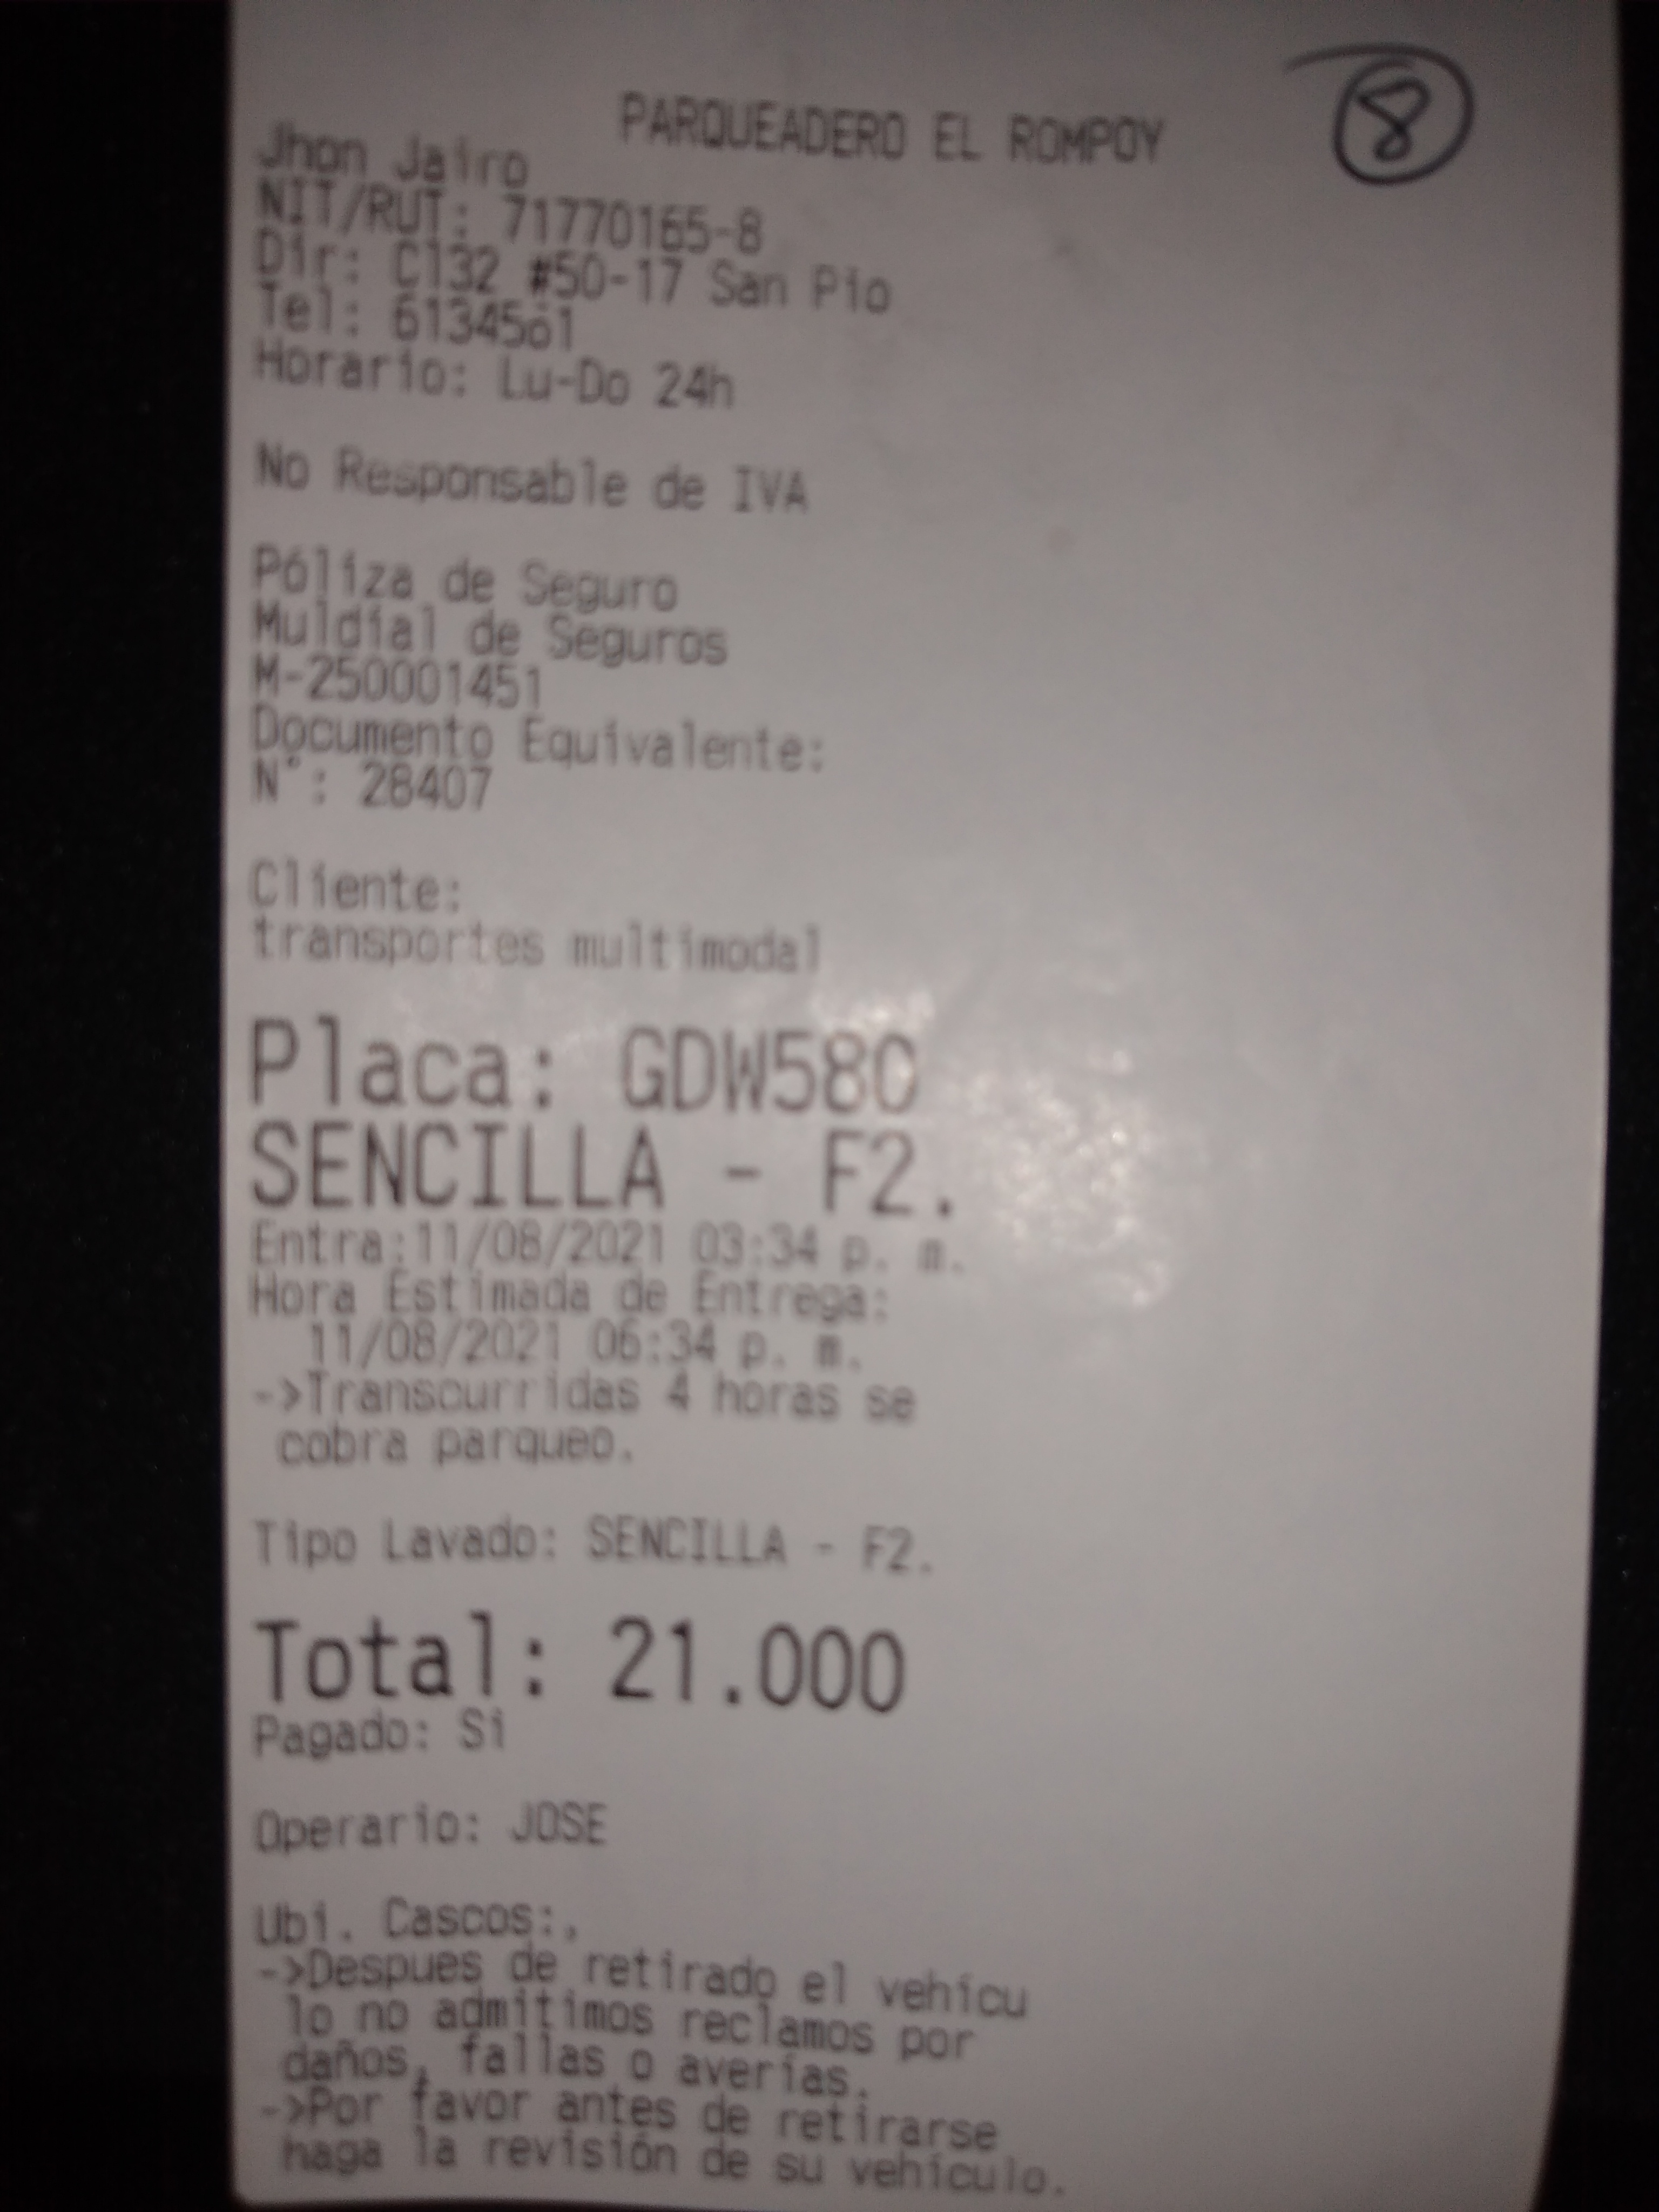 8
PARQUEADERO EL ROMPOY
Jhon Jairo
NIT/RUT: 71770165-8
Dir: Cl32 #50-17 San Pio
Tel: 6134561
Horario: Lu-Do 24h
No Responsable de IVA
Póliza de Seguro
Muldial de Seguros
M-250001451
Documento Equivalente:
N°: 28407
Cliente:
transportes multimodal
Placa: GDW580
SENCILLA - F2.
Entra:11/08/2021 03:34 p. m.
Hora Estimada de Entrega:
11/08/2021 06:34 p. m.
->Transcurridas 4 horas se
cobra parqueo.
Tipo Lavado: SENCILLA - F2.
Total: 21.000
Pagado: Si
Operario: JOSE
Ubi. Cascos:,
->Despues de retirado el vehícu
lo no admitimos reclamos por
daños, fallas o averías.
->Por favor antes de retirarse
haga la revisión de su vehículo.